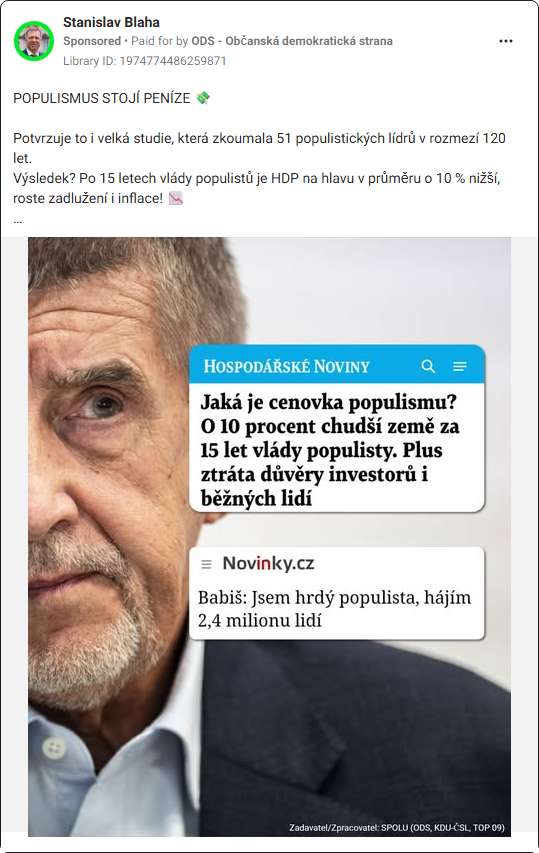 Stanislav Blaha
Sponsored • Paid for by ODS - Občanská demokratická strana
Library ID: 1974774486259871
POPULISMUS STOJÍ PENÍZE 💸
Potvrzuje to i velká studie, která zkoumala 51 populistických lídrů v rozmezí 120
let.
Výsledek? Po 15 letech vlády populistů je HDP na hlavu v průměru o 10 % nižší,
roste zadlužení i inflace! 📉
...
HOSPODÁŘSKÉ NOVINY
Jaká je cenovka populismu?
O 10 procent chudší země za
15 let vlády populisty. Plus
ztráta důvěry investorů i
běžných lidí
Novinky.cz
Babiš: Jsem hrdý populista, hájím
2,4 milionu lidí
Zadavatel/Zpracovatel: SPOLU (ODS, KDU-ČSL, TOP 09)